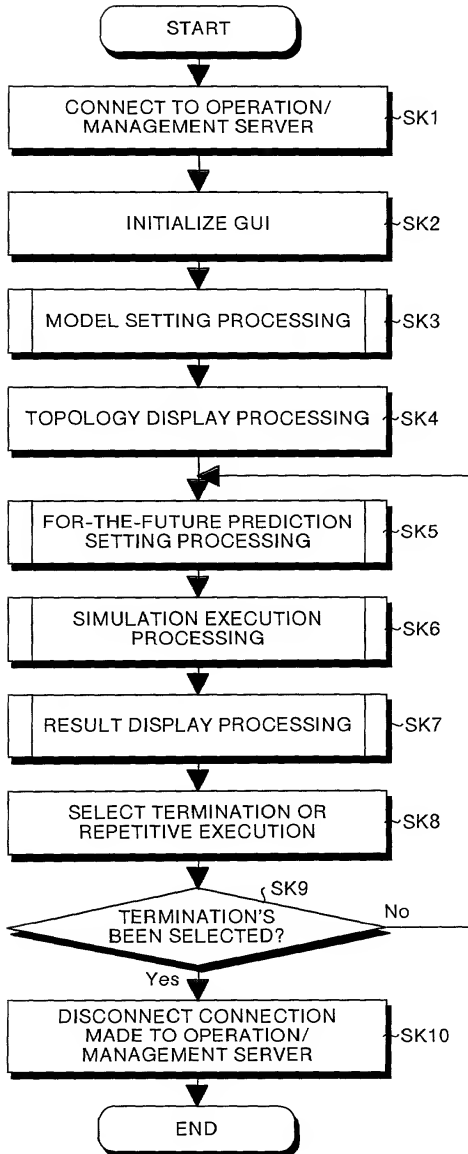 START
CONNECT TO OPERATION/
MANAGEMENT SERVER
SK1
INITIALIZE GUI
SK2
MODEL SETTING PROCESSING
SK3
TOPOLOGY DISPLAY PROCESSING
SK4
FOR-THE-FUTURE PREDICTION
SETTING PROCESSING
SK5
SIMULATION EXECUTION
PROCESSING
SK6
RESULT DISPLAY PROCESSING
SK7
SELECT TERMINATION OR
REPETITIVE EXECUTION
SK8
SK9
TERMINATION'S
BEEN SELECTED?
No
Yes
DISCONNECT CONNECTION
MADE TO OPERATION/
MANAGEMENT SERVER
SK10
END